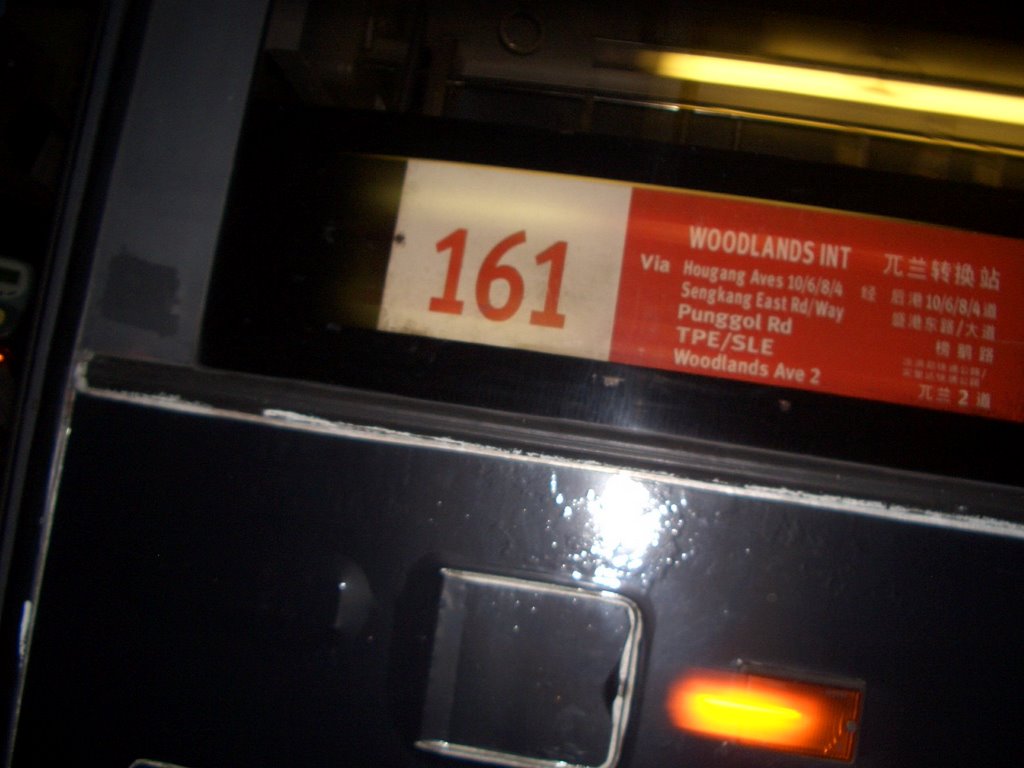 161
WOODLANDS INT 兀兰转换站
Via Hougang Aves 10/6/8/4 经 后港 10/6/8/4道
Sengkang East Rd/Way 盛港东路/大道
Punggol Rd 榜鹅路
TPE/SLE
Woodlands Ave 2 兀兰 2 道